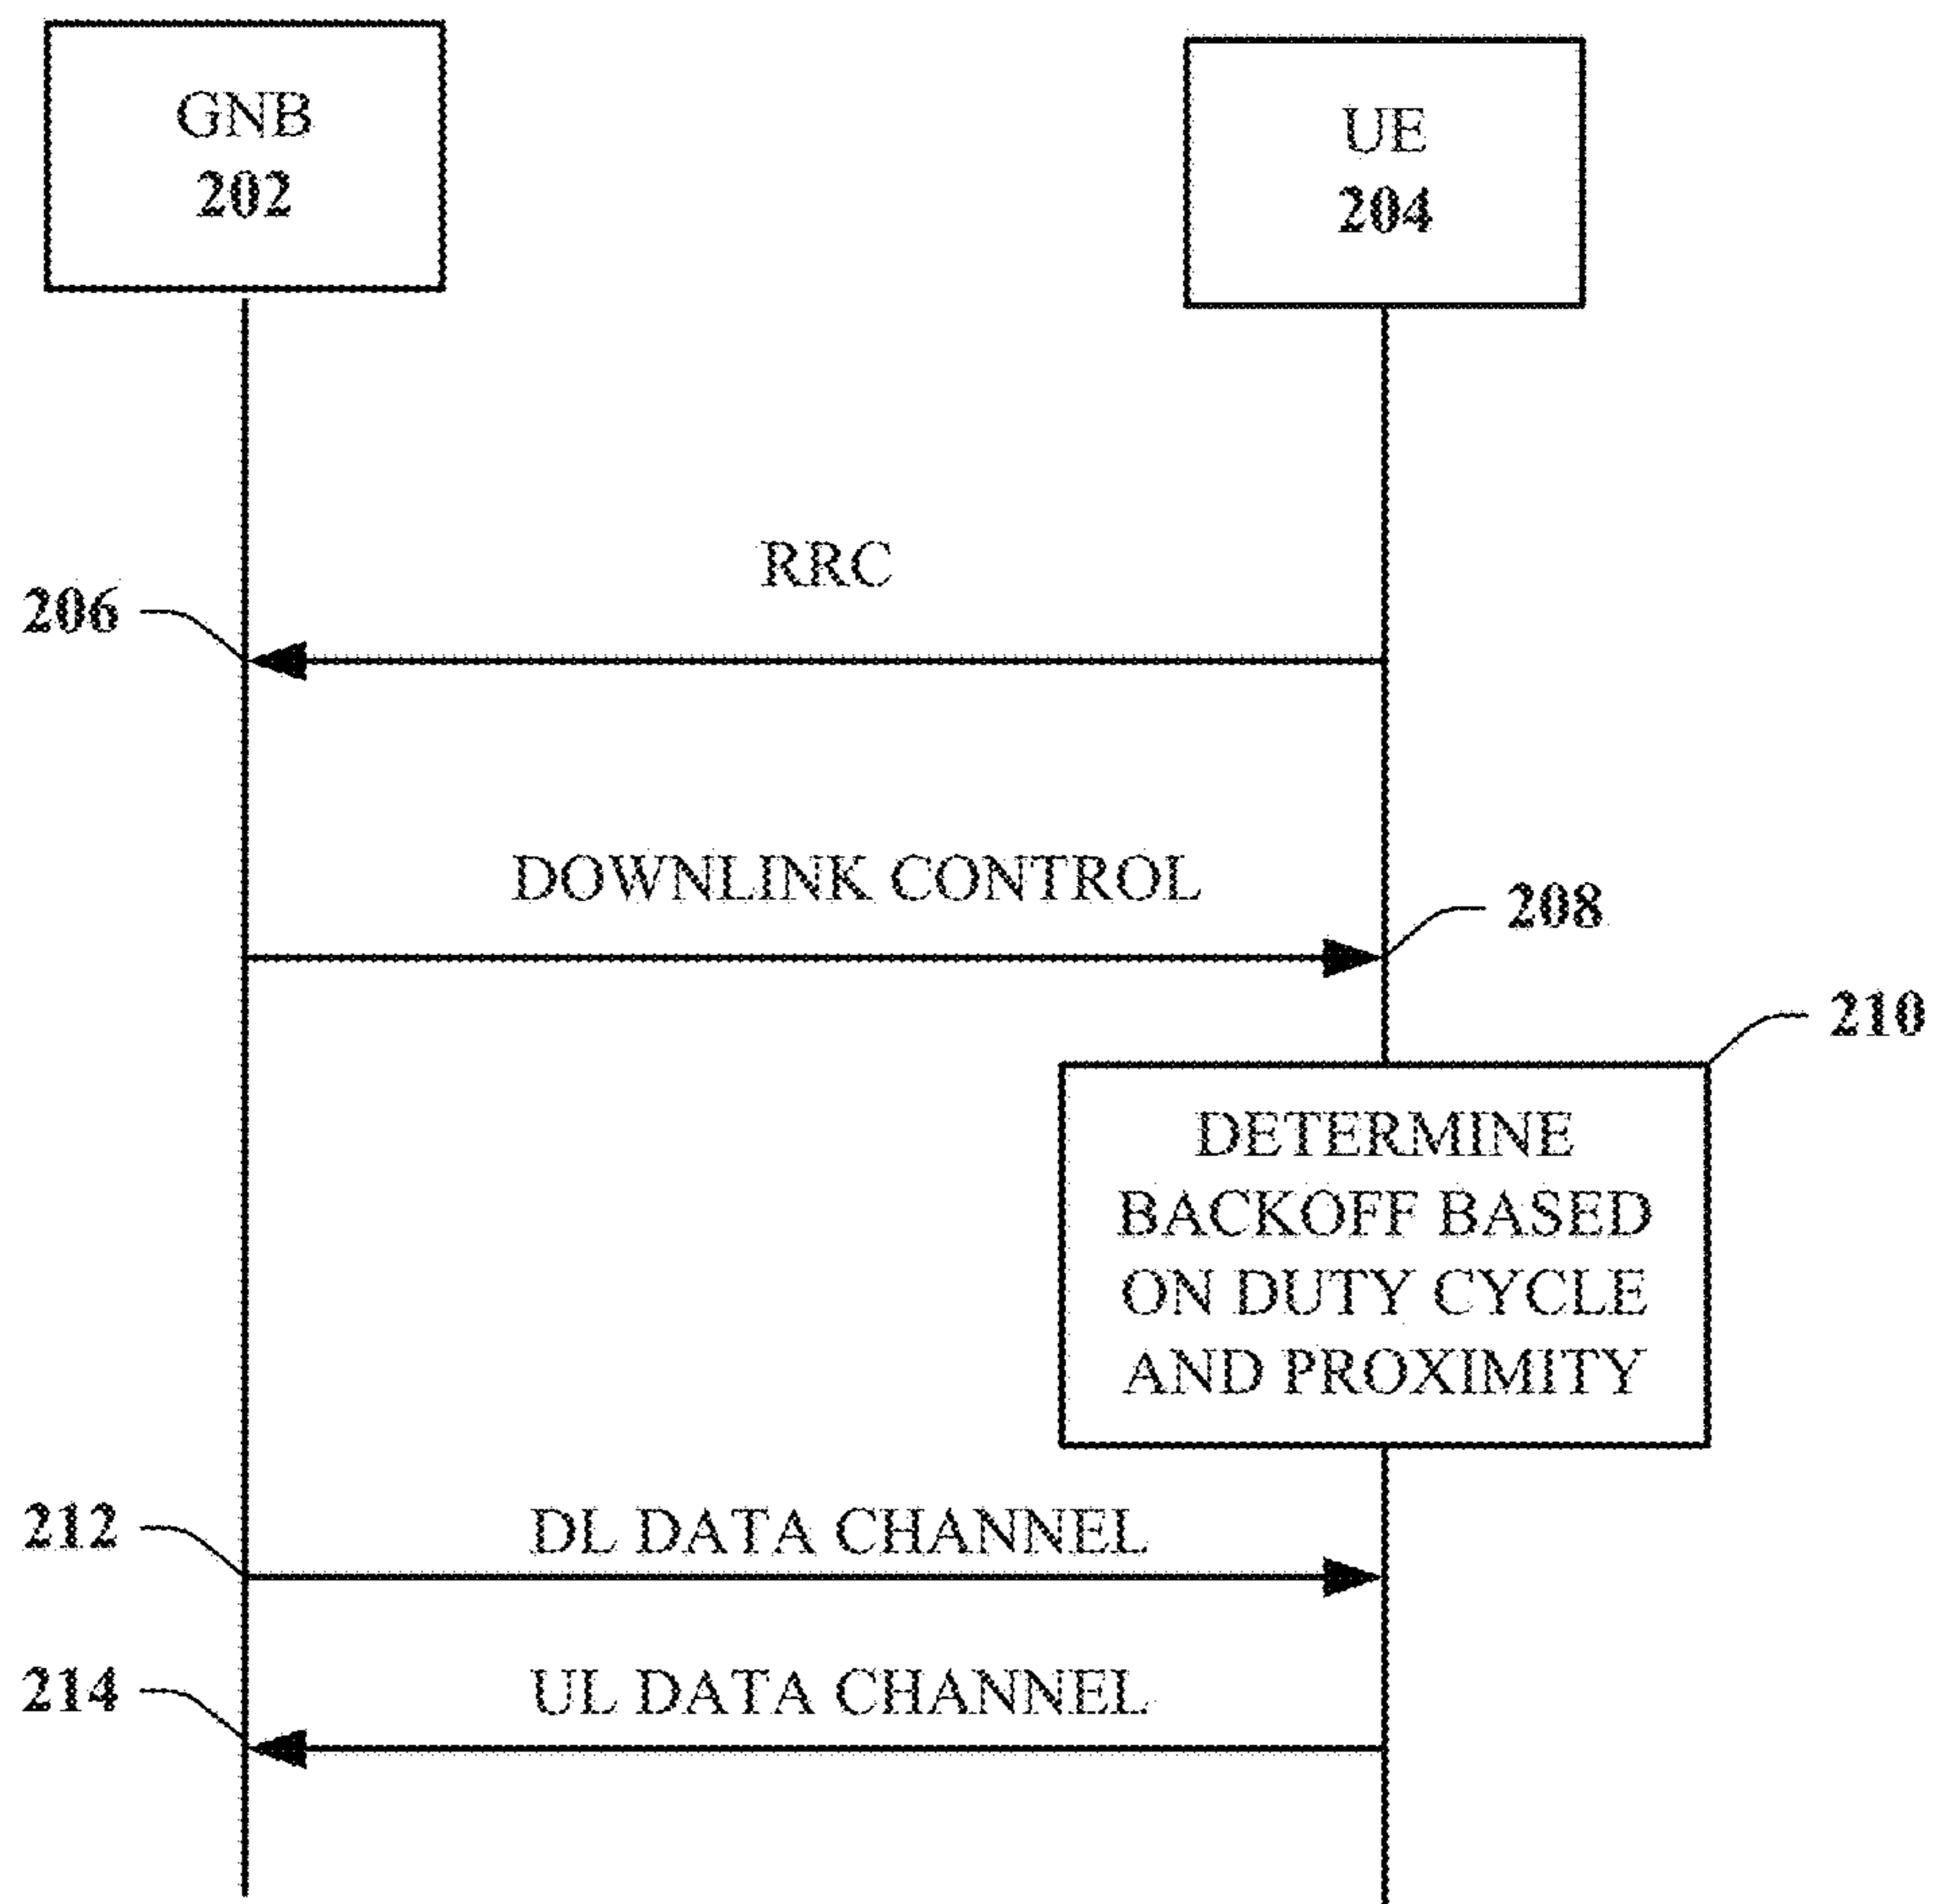 GNB
202
UE
204
RRC
206
DOWNLINK CONTROL
208
210
DETERMINE
BACKOFF BASED
ON DUTY CYCLE
AND PROXIMITY
DL DATA CHANNEL
212
UL DATA CHANNEL
214